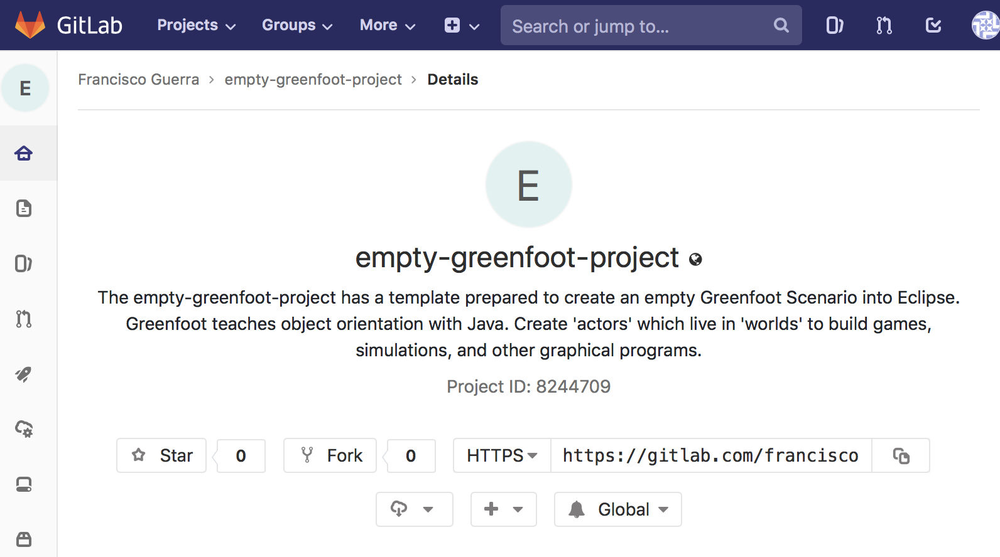 GitLab Projects Groups More Search or jump to...
E
Francisco Guerra > empty-greenfoot-project > Details
E
empty-greenfoot-project
The empty-greenfoot-project has a template prepared to create an empty Greenfoot Scenario into Eclipse.
Greenfoot teaches object orientation with Java. Create 'actors' which live in 'worlds' to build games,
simulations, and other graphical programs.
Project ID: 8244709
Star 0 Fork 0 HTTPS https://gitlab.com/francisco
Global